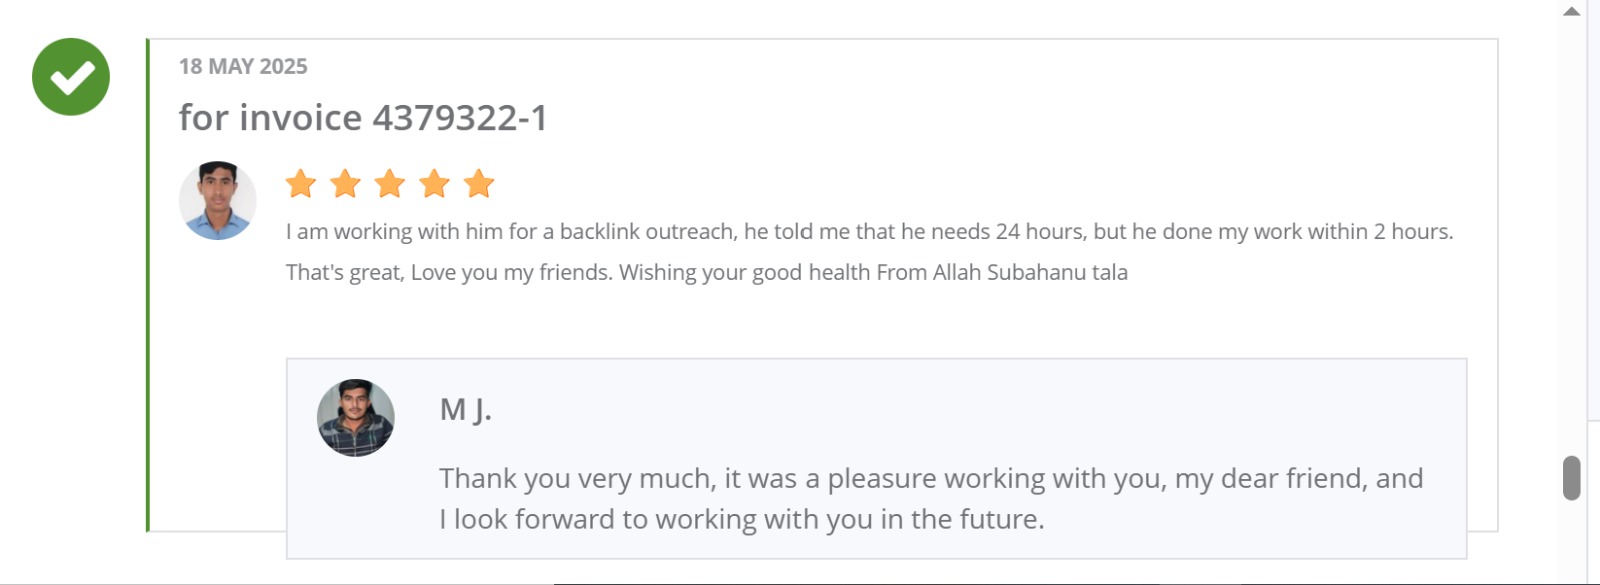 18 MAY 2025
for invoice 4379322-1
I am working with him for a backlink outreach, he told me that he needs 24 hours, but he done my work within 2 hours.
That's great, Love you my friends. Wishing your good health From Allah Subahanu tala
M J.
Thank you very much, it was a pleasure working with you, my dear friend, and
I look forward to working with you in the future.